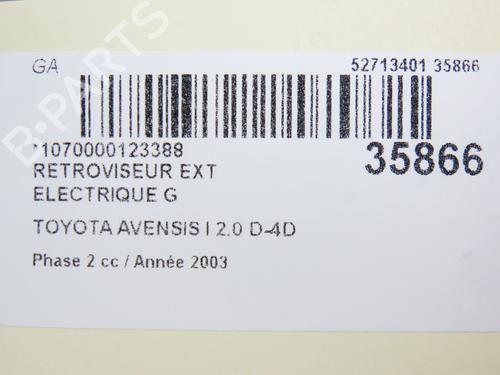 GA 52713401 35866
*1070000123388 35866
RETROVISEUR EXT
ELECTRIQUE G
TOYOTA AVENSIS I 2.0 D-4D
Phase 2 cc / Année 2003
B-PARTS